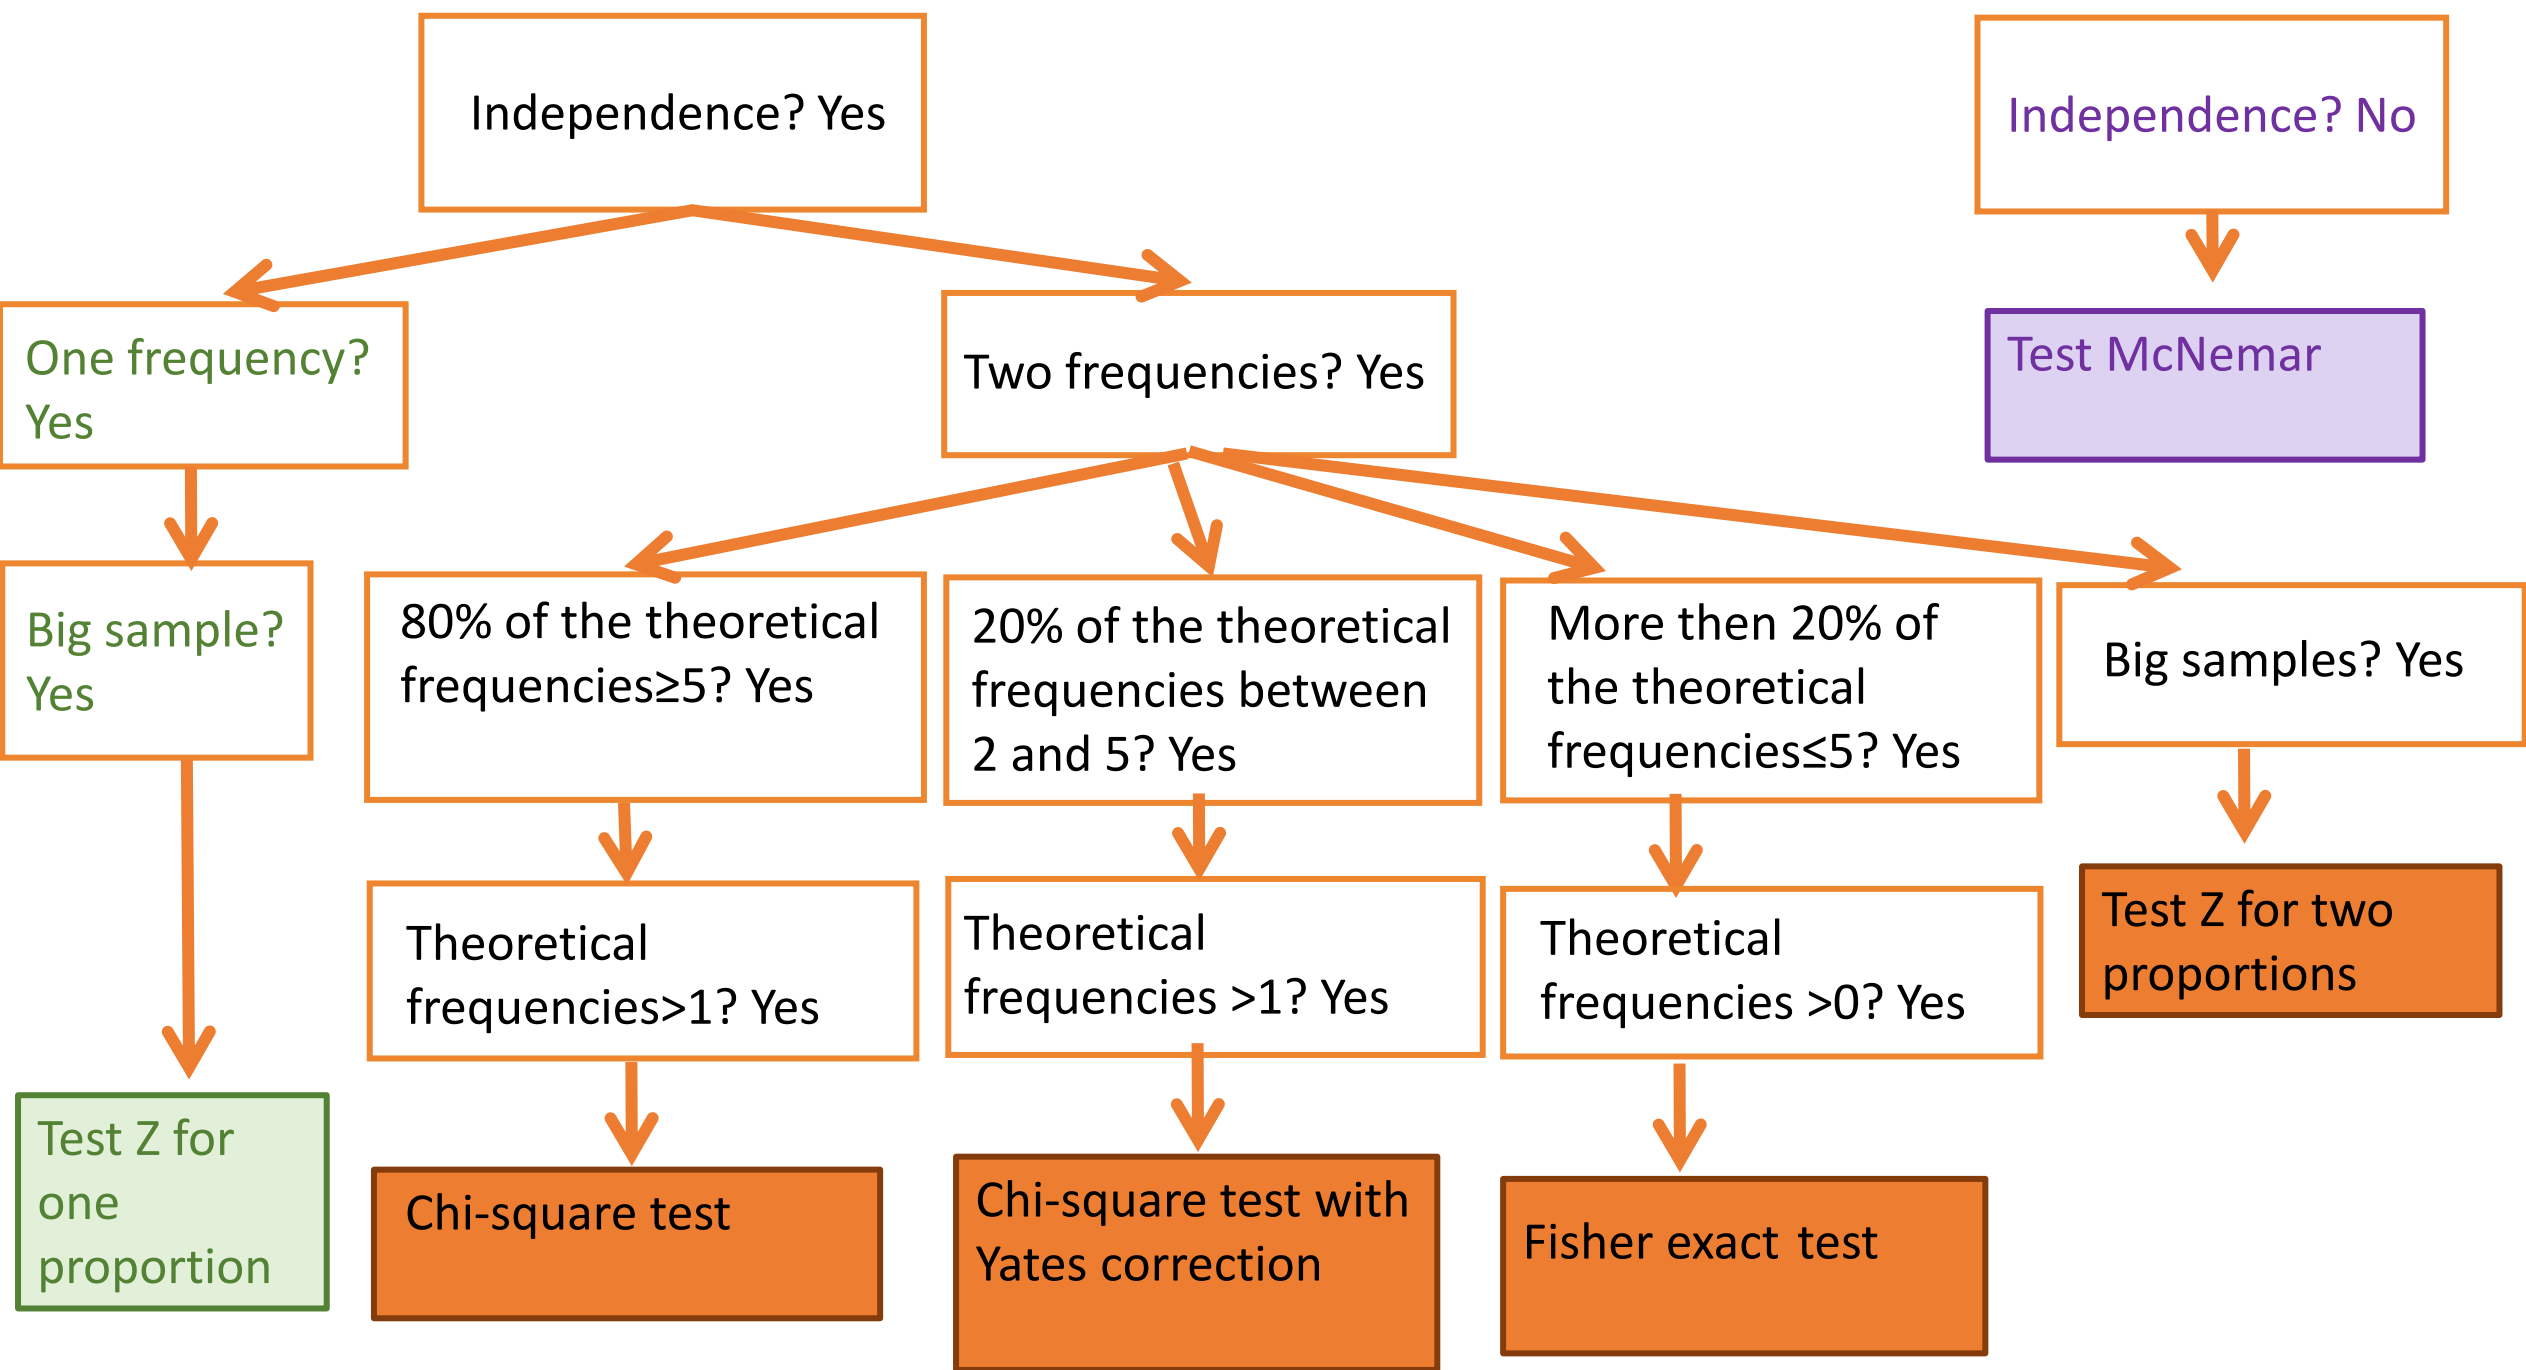 Independence? Yes
Independence? No
One frequency?
Yes
Two frequencies? Yes
Test McNemar
Big sample?
Yes
80% of the theoretical
frequencies≥5? Yes
20% of the theoretical
frequencies between
2 and 5? Yes
More then 20% of
the theoretical
frequencies≤5? Yes
Big samples? Yes
Theoretical
frequencies>1? Yes
Theoretical
frequencies >1? Yes
Theoretical
frequencies >0? Yes
Test Z for two
proportions
Test Z for
one
proportion
Chi-square test
Chi-square test with
Yates correction
Fisher exact test